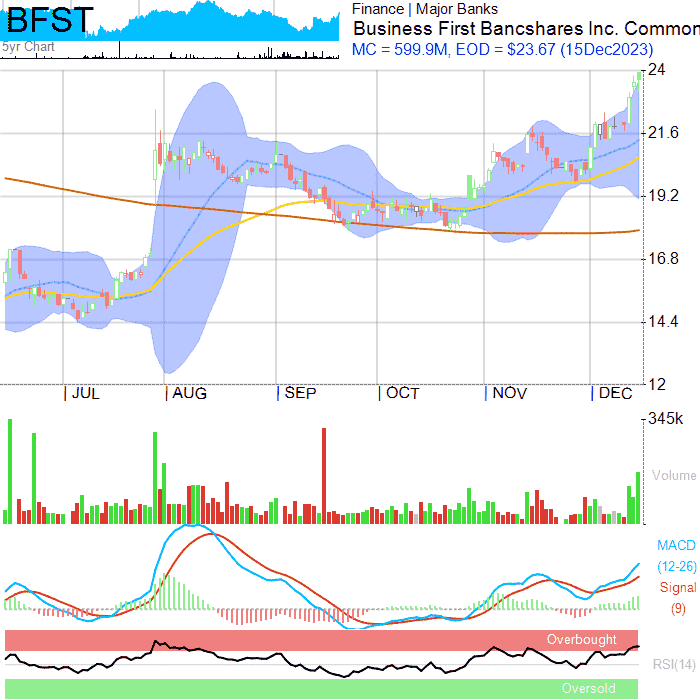 BFST
5yr Chart
Finance | Major Banks
Business First Bancshares Inc. Common
MC = 599.9M, EOD = $23.67 (15Dec2023)
24
21.6
19.2
16.8
14.4
12
| JUL | AUG | SEP | OCT | NOV | DEC
345k
Volume
MACD
(12-26)
Signal
(9)
Overbought
RSI(14)
Oversold